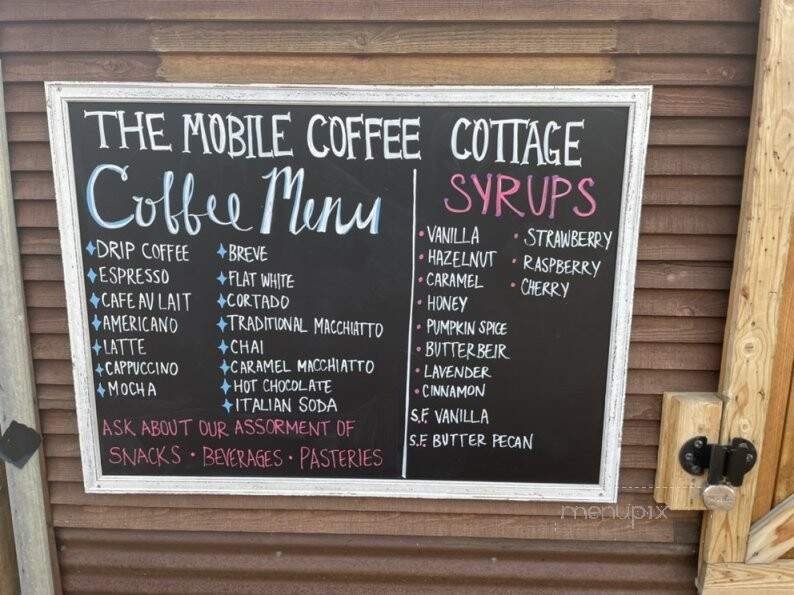 THE MOBILE COFFEE COTTAGE
Coffee Menu
DRIP COFFEE
ESPRESSO
CAFE AU LAIT
AMERICANO
LATTE
CAPPUCCINO
MOCHA
BREVE
FLAT WHITE
CORTADO
TRADITIONAL MACCHIATTO
CHAI
CARAMEL MACCHIATTO
HOT CHOCOLATE
ITALIAN SODA
ASK ABOUT OUR ASSORMENT OF
SNACKS • BEVERAGES • PASTERIES
SYRUPS
• VANILLA
• HAZELNUT
• CARAMEL
• HONEY
• PUMPKIN SPICE
• BUTTERBEIR
• LAVENDER
• CINNAMON
S.F. VANILLA
S.F. BUTTER PECAN
• STRAWBERRY
• RASPBERRY
• CHERRY
menupix